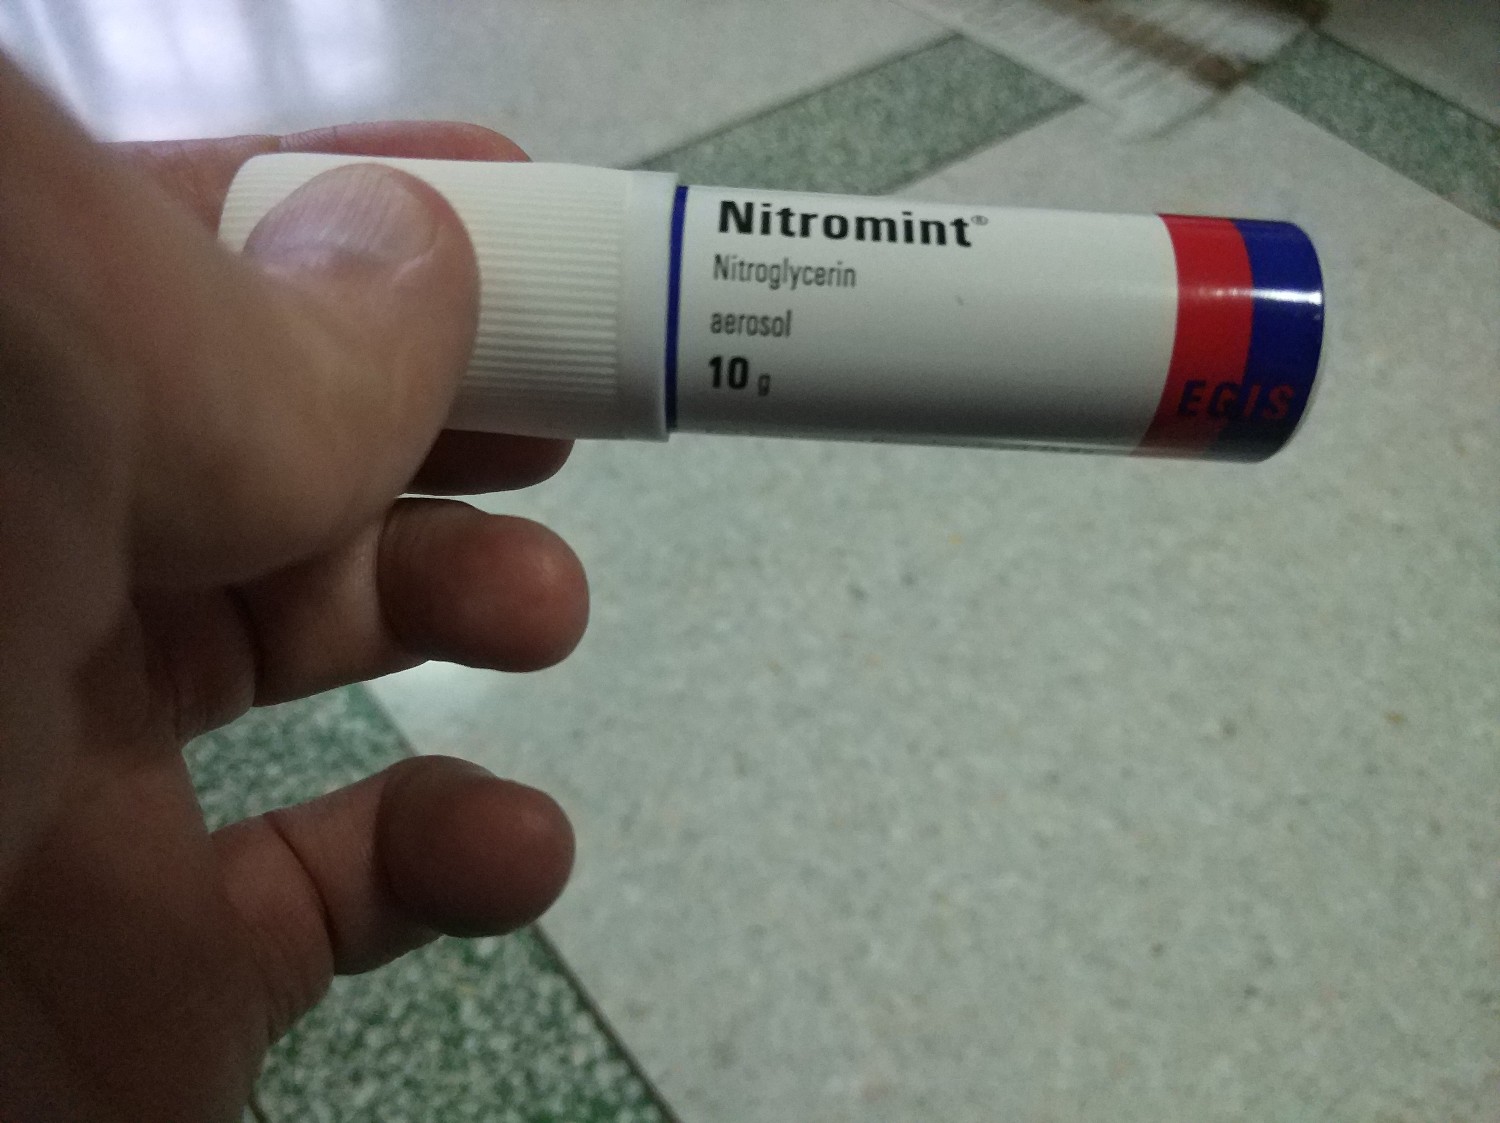 Nitromint®
Nitroglycerin
aerosol
10 g
EGIS